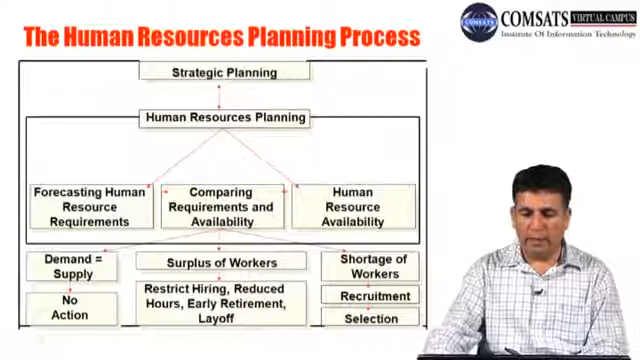 The Human Resources Planning Process
COMSATS
COMSATS VIRTUAL CAMPUS
Institute Of Information Technology
Strategic Planning
Human Resources Planning
Forecasting Human
Resource
Requirements
Comparing
Requirements and
Availability
Human
Resource
Availability
Demand =
Supply
Surplus of Workers
Shortage of
Workers
No
Action
Restrict Hiring, Reduced
Hours, Early Retirement,
Layoff
Recruitment
Selection